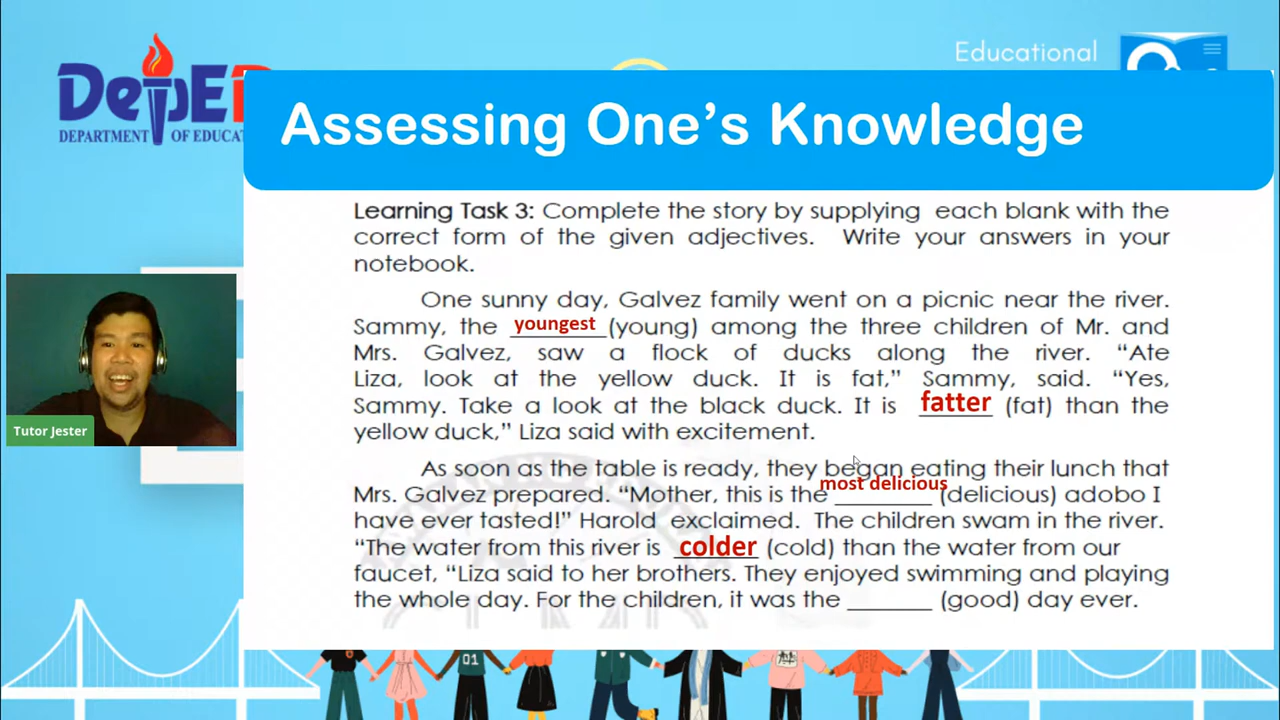 DepED
DEPARTMENT OF EDUCAT
Educational
Assessing One's Knowledge
Learning Task 3: Complete the story by supplying each blank with the
correct form of the given adjectives. Write your answers in your
notebook.
One sunny day, Galvez family went on a picnic near the river.
Sammy, the youngest (young) among the three children of Mr. and
Mrs. Galvez, saw a flock of ducks along the river. “Ate
Liza, look at the yellow duck. It is fat,” Sammy, said. “Yes,
Sammy. Take a look at the black duck. It is fatter (fat) than the
yellow duck,” Liza said with excitement.
As soon as the table is ready, they began eating their lunch that
Mrs. Galvez prepared. “Mother, this is the most delicious (delicious) adobo I
have ever tasted!” Harold exclaimed. The children swam in the river.
“The water from this river is colder (cold) than the water from our
faucet, “Liza said to her brothers. They enjoyed swimming and playing
the whole day. For the children, it was the _______ (good) day ever.
Tutor Jester
01